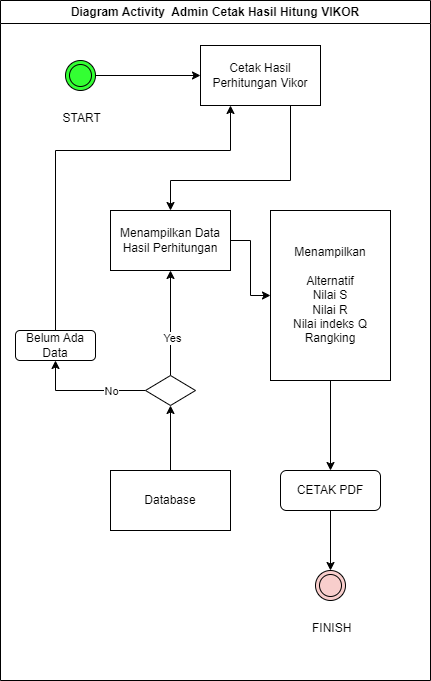 Diagram Activity Admin Cetak Hasil Hitung VIKOR
START
Cetak Hasil
Perhitungan Vikor
Menampilkan Data
Hasil Perhitungan
Menampilkan
Alternatif
Nilai S
Nilai R
Nilai indeks Q
Rangking
Belum Ada
Data
Yes
No
Database
CETAK PDF
FINISH